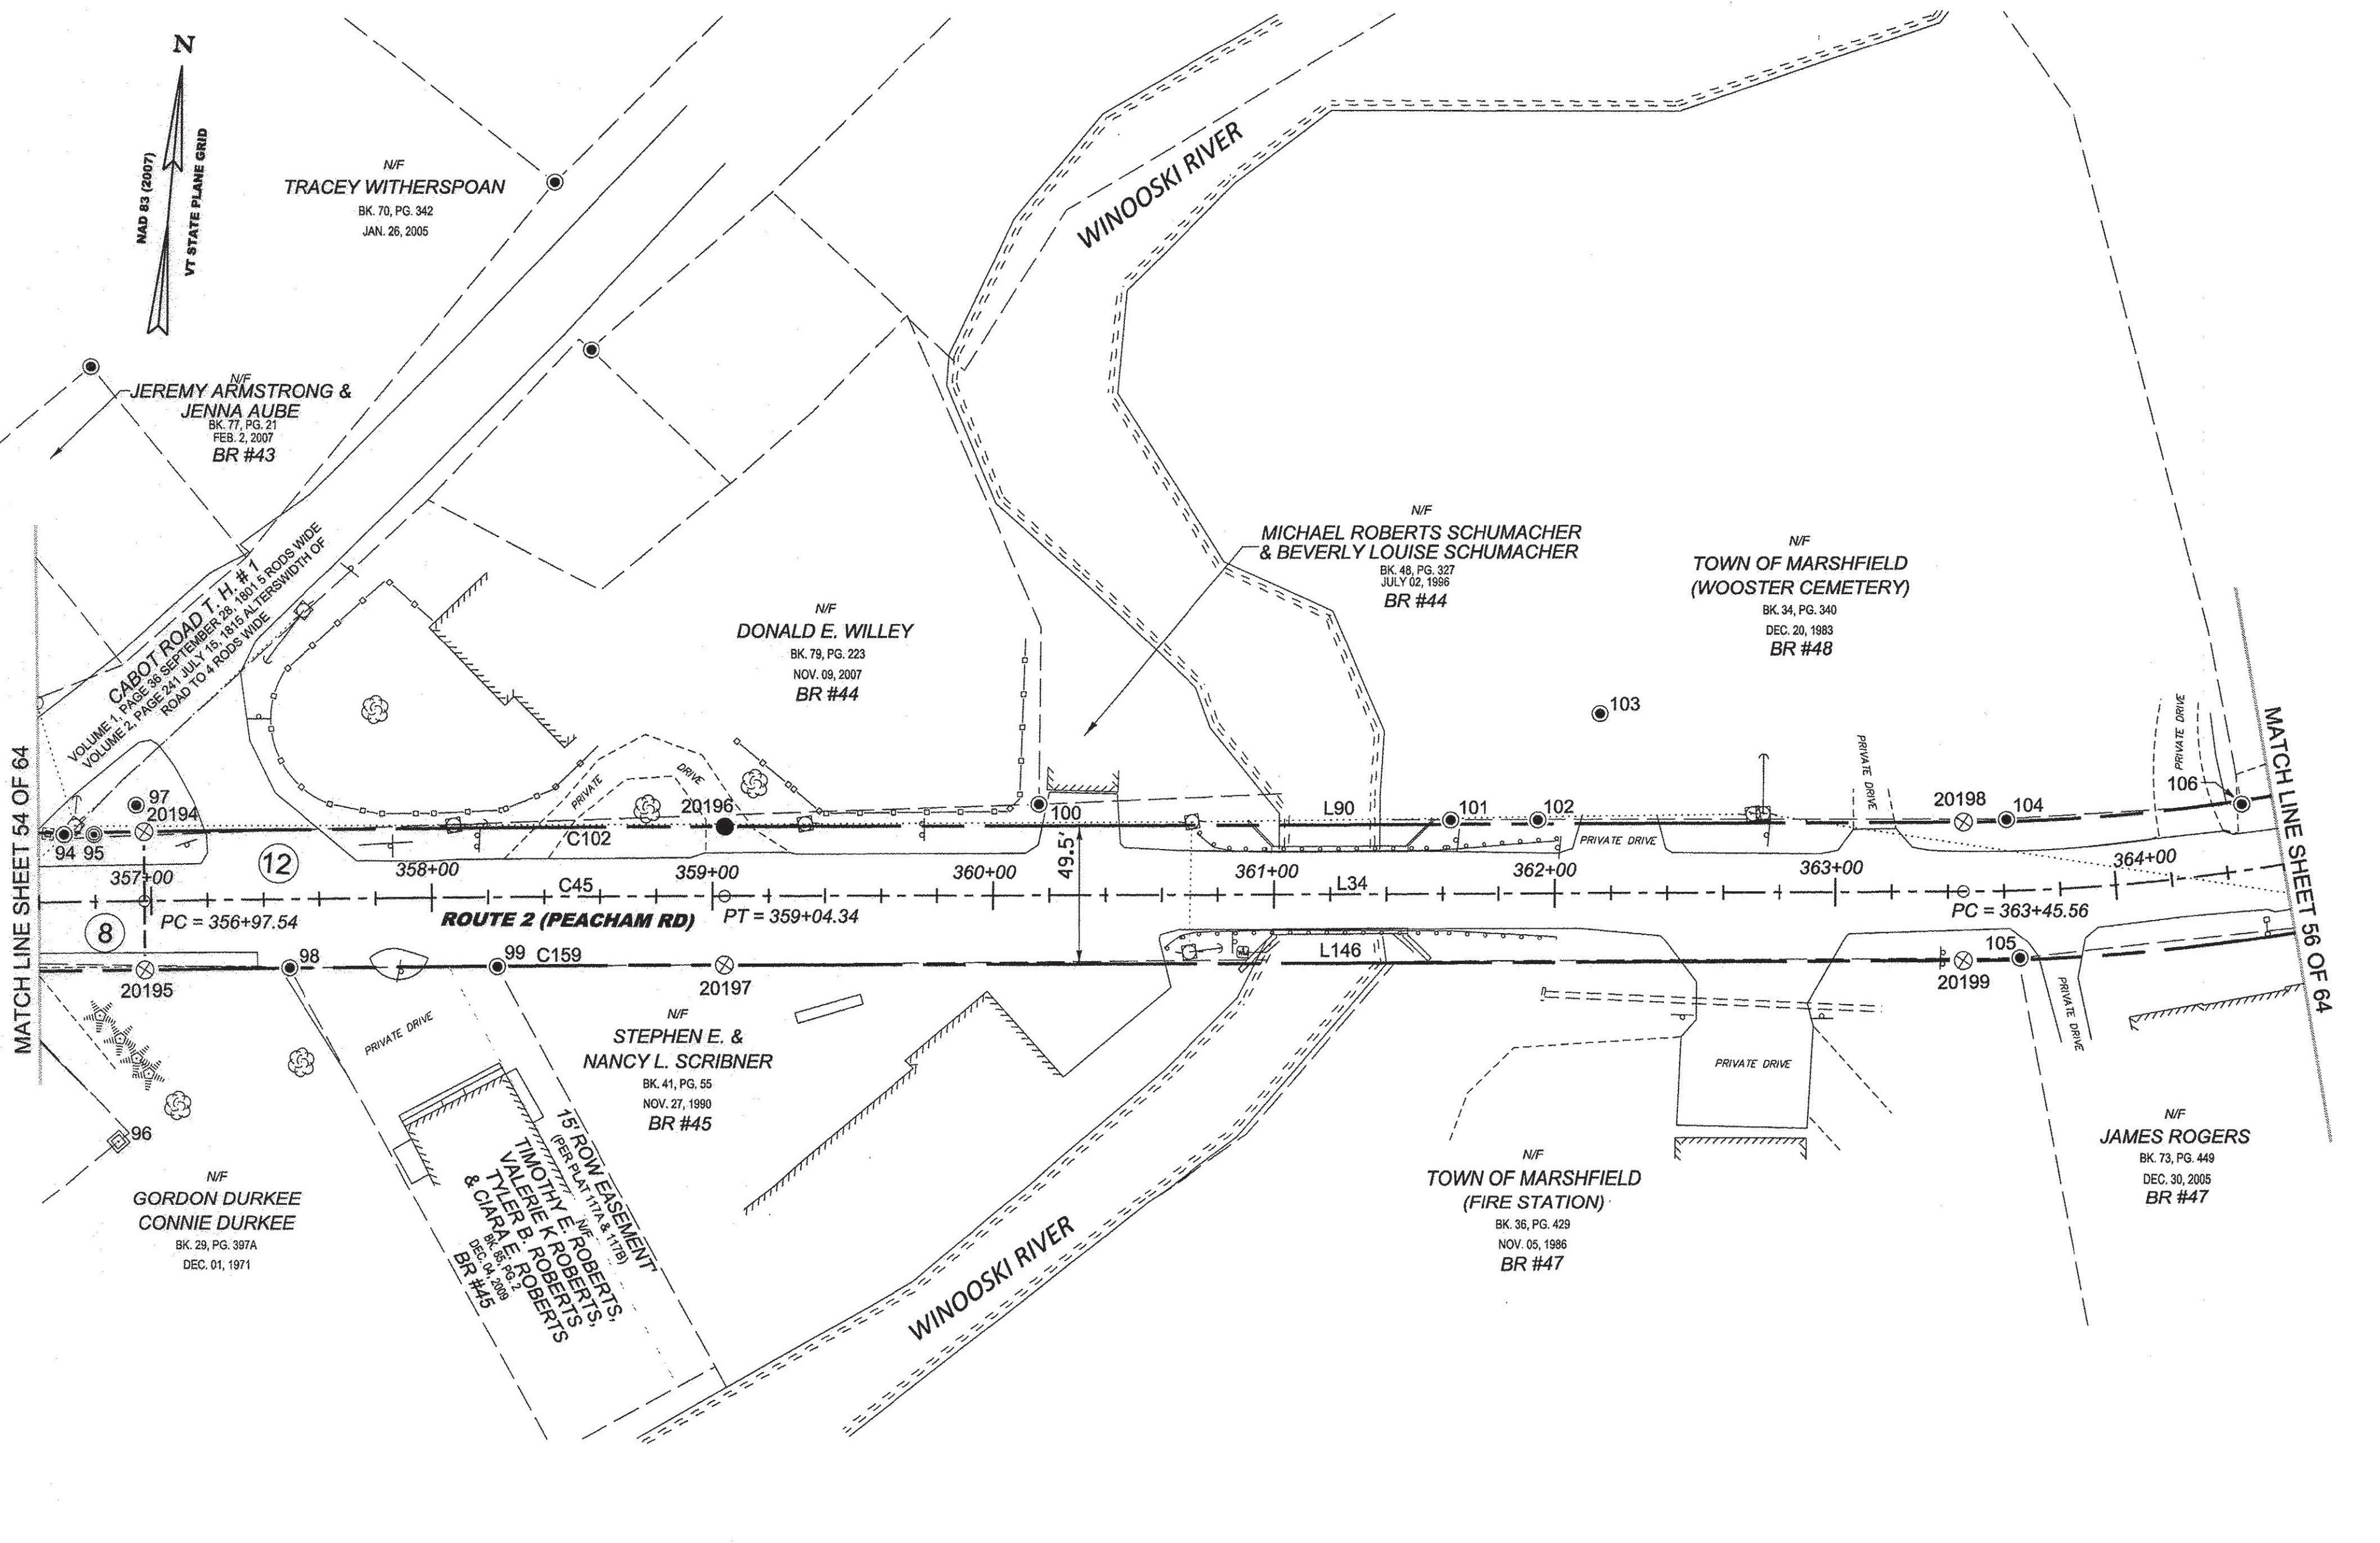 N
NAD 83 (2007)
VT STATE PLANE GRID
N/F
TRACEY WITHERSPOAN
BK. 70, PG. 342
JAN. 26, 2005
WINOOSKI RIVER
N/F
JEREMY ARMSTRONG &
JENNA AUBE
BK. 77, PG. 21
FEB. 2, 2007
BR #43
CABOT ROAD T. H. # 1
VOLUME 1, PAGE 36 SEPTEMBER 28, 1801 5 RODS WIDE
VOLUME 2, PAGE 241 JULY 15, 1815 ALTERSWIDTH OF
ROAD TO 4 RODS WIDE
N/F
DONALD E. WILLEY
BK. 79, PG. 223
NOV. 09, 2007
BR #44
N/F
MICHAEL ROBERTS SCHUMACHER
& BEVERLY LOUISE SCHUMACHER
BK. 48, PG. 327
JULY 02, 1996
BR #44
N/F
TOWN OF MARSHFIELD
(WOOSTER CEMETERY)
BK. 34, PG. 340
DEC. 20, 1983
BR #48
103
MATCH LINE SHEET 54 OF 64
MATCH LINE SHEET 56 OF 64
PRIVATE DRIVE
PRIVATE DRIVE
PRIVATE DRIVE
106
97
20194
94
95
12
20196
C102
100
49.5'
L90
101
102
PRIVATE DRIVE
20198
104
357+00
358+00
359+00
360+00
361+00
362+00
363+00
364+00
C45
L34
8
PC = 356+97.54
ROUTE 2 (PEACHAM RD)
PT = 359+04.34
PC = 363+45.56
20195
98
99
C159
20197
L146
20199
105
PRIVATE DRIVE
PRIVATE DRIVE
PRIVATE DRIVE
96
N/F
GORDON DURKEE
CONNIE DURKEE
BK. 29, PG. 397A
DEC. 01, 1971
15' ROW EASEMENT
(PER PLAT 117A & 117B)
N/F
TIMOTHY E. ROBERTS,
VALERIE K ROBERTS,
TYLER B. ROBERTS
& CIARA E. ROBERTS
BK. 85, PG. 2
DEC. 04, 2009
BR #45
N/F
STEPHEN E. &
NANCY L. SCRIBNER
BK. 41, PG. 55
NOV. 27, 1990
BR #45
WINOOSKI RIVER
N/F
TOWN OF MARSHFIELD
(FIRE STATION)
BK. 36, PG. 429
NOV. 05, 1986
BR #47
N/F
JAMES ROGERS
BK. 73, PG. 449
DEC. 30, 2005
BR #47